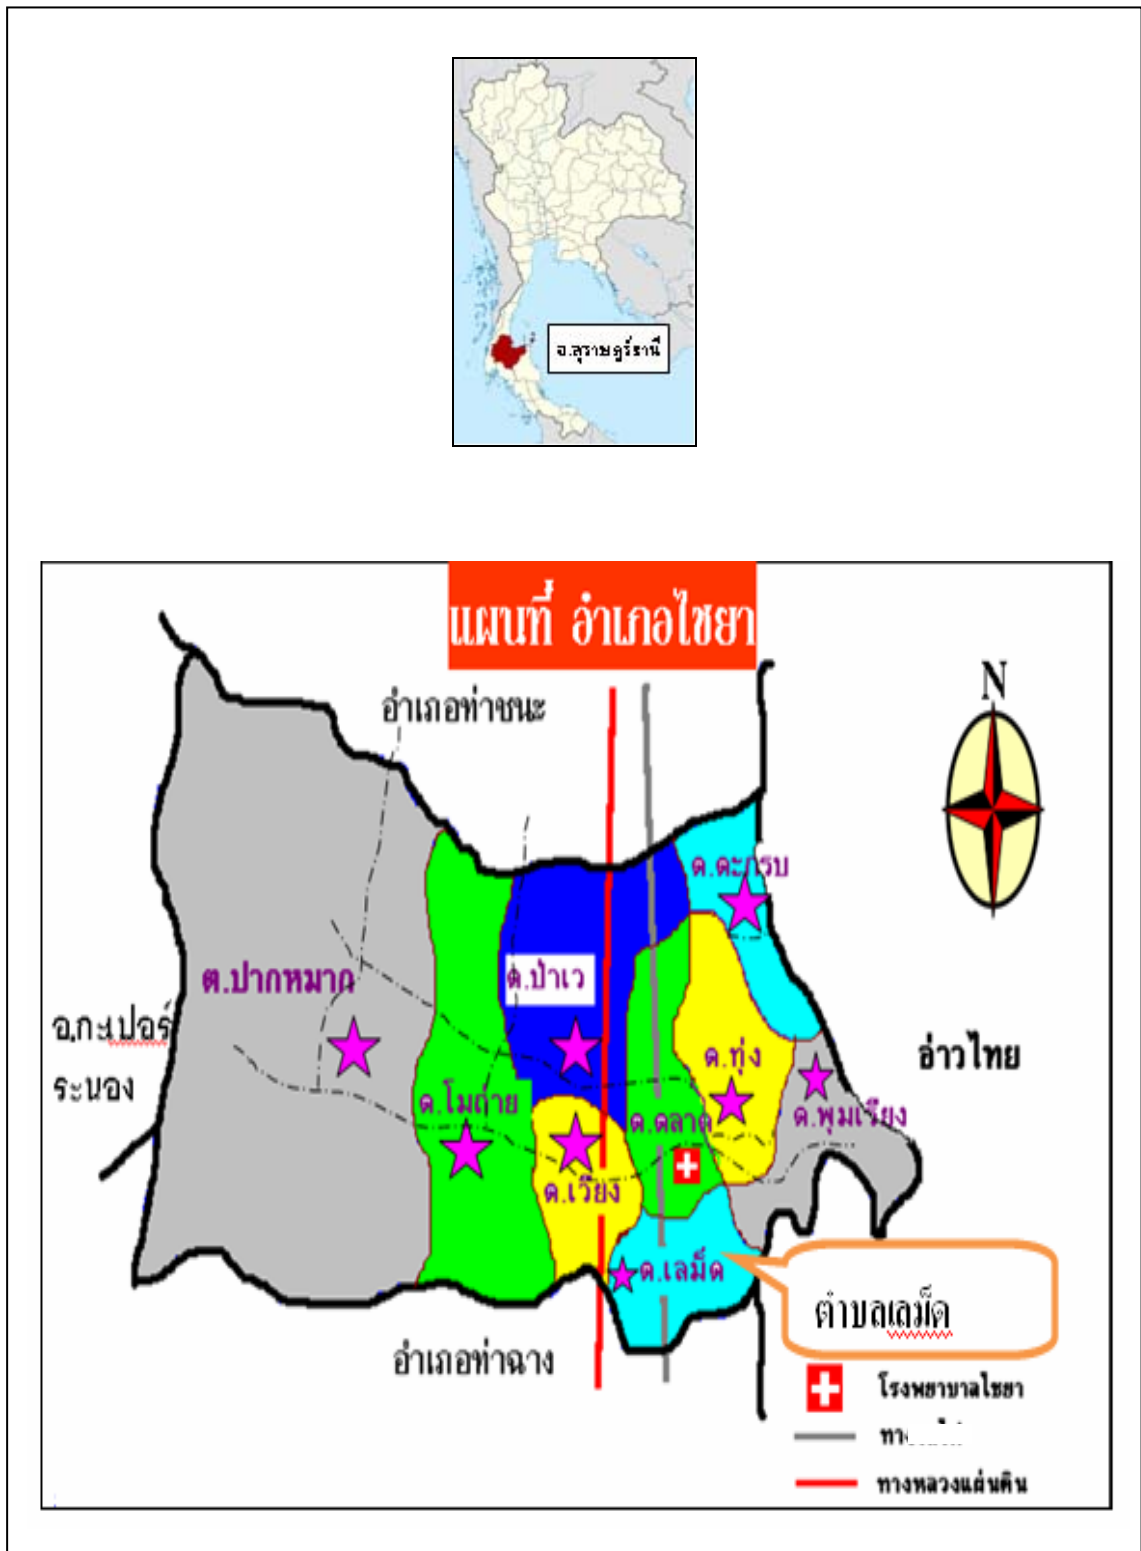 จ.สุราษฎร์ธานี
แผนที่ อำเภอไชยา
N
อำเภอท่าชนะ
ต.ตะกรบ
ต.ปากหมาก
ต.ป่าเว
อ.กะเปอร์
ระนอง
อ่าวไทย
ต.ทุ่ง
ต.โมถ่าย
ต.ตลาด
ต.พุมเรียง
ต.เวียง
ต.เลม็ด
ตำบลเลม็ด
อำเภอท่าฉาง
โรงพยาบาลไชยา
ทางหลวงแผ่นดิน